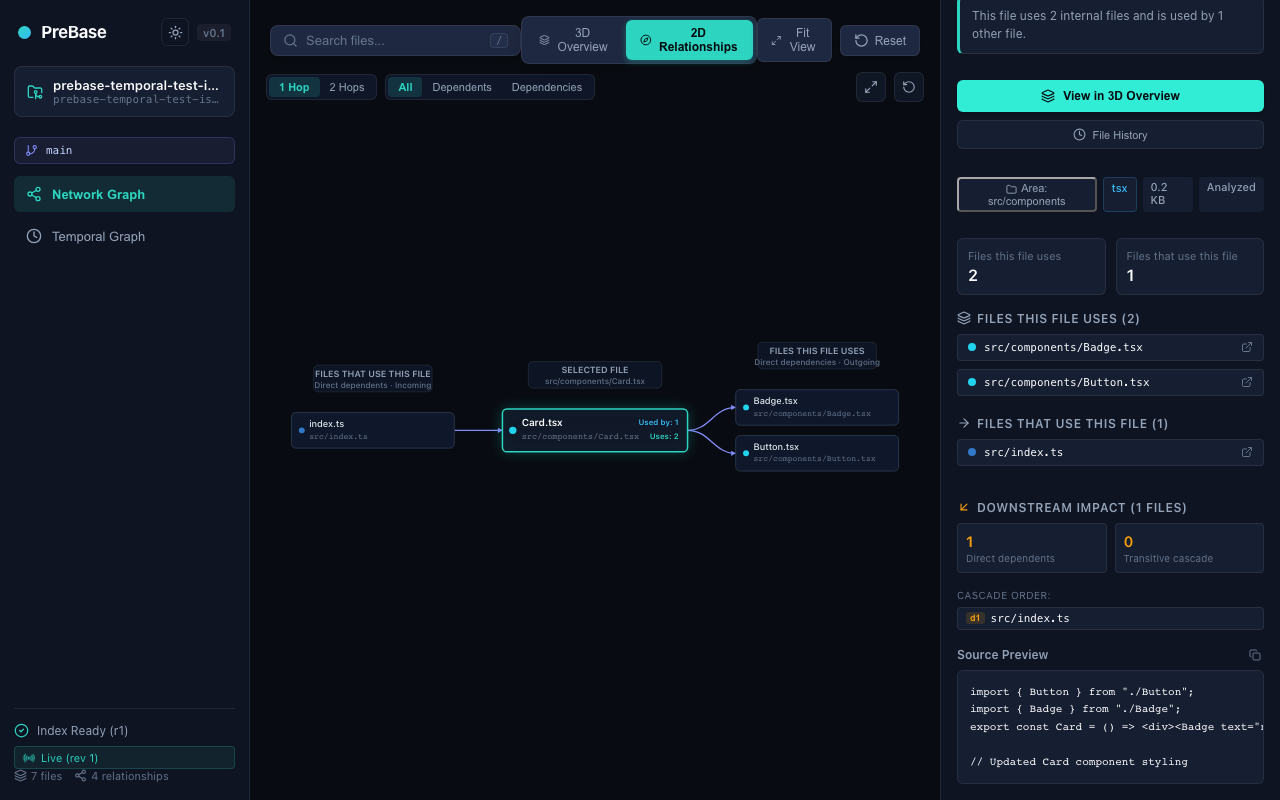 PreBase
v0.1
prebase-temporal-test-i...
prebase-temporal-test-is…
main
Network Graph
Temporal Graph
Index Ready (r1)
Live (rev 1)
7 files
4 relationships
Search files...
/
3D Overview
2D Relationships
Fit View
Reset
1 Hop
2 Hops
All
Dependents
Dependencies
FILES THAT USE THIS FILE
Direct dependents · Incoming
index.ts
src/index.ts
SELECTED FILE
src/components/Card.tsx
Card.tsx
Used by: 1
src/components/Card.tsx
Uses: 2
FILES THIS FILE USES
Direct dependencies · Outgoing
Badge.tsx
src/components/Badge.tsx
Button.tsx
src/components/Button.tsx
This file uses 2 internal files and is used by 1
other file.
View in 3D Overview
File History
Area:
src/components
tsx
0.2
KB
Analyzed
Files this file uses
2
Files that use this file
1
FILES THIS FILE USES (2)
src/components/Badge.tsx
src/components/Button.tsx
FILES THAT USE THIS FILE (1)
src/index.ts
DOWNSTREAM IMPACT (1 FILES)
1
Direct dependents
0
Transitive cascade
CASCADE ORDER:
d1 src/index.ts
Source Preview
import { Button } from "./Button";
import { Badge } from "./Badge";
export const Card = () => <div><Badge text="
// Updated Card component styling